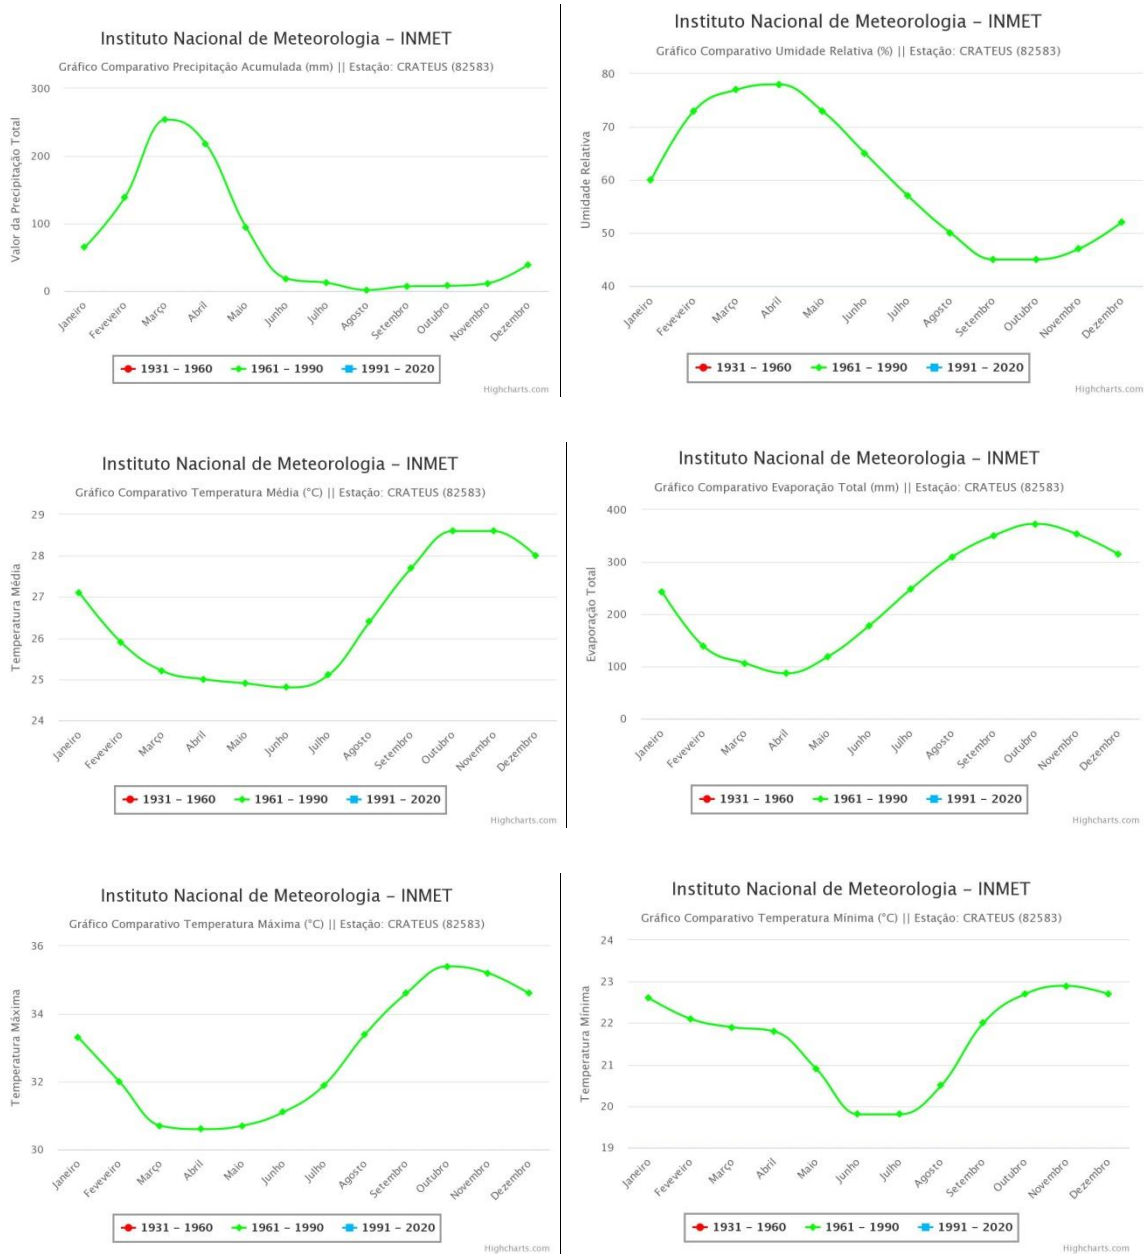 Instituto Nacional de Meteorologia – INMET
Gráfico Comparativo Precipitação Acumulada (mm) || Estação: CRATEUS (82583)
Valor da Precipitação Total
300
200
100
0
Janeiro
Feveveiro
Março
Abril
Maio
Junho
Julho
Agosto
Setembro
Outubro
Novembro
Dezembro
1931 – 1960 1961 – 1990 1991 – 2020
Highcharts.com
Instituto Nacional de Meteorologia – INMET
Gráfico Comparativo Umidade Relativa (%) || Estação: CRATEUS (82583)
Umidade Relativa
80
70
60
50
40
Janeiro
Feveveiro
Março
Abril
Maio
Junho
Julho
Agosto
Setembro
Outubro
Novembro
Dezembro
1931 – 1960 1961 – 1990 1991 – 2020
Highcharts.com
Instituto Nacional de Meteorologia – INMET
Gráfico Comparativo Temperatura Média (°C) || Estação: CRATEUS (82583)
Temperatura Média
29
28
27
26
25
24
Janeiro
Feveveiro
Março
Abril
Maio
Junho
Julho
Agosto
Setembro
Outubro
Novembro
Dezembro
1931 – 1960 1961 – 1990 1991 – 2020
Highcharts.com
Instituto Nacional de Meteorologia – INMET
Gráfico Comparativo Evaporação Total (mm) || Estação: CRATEUS (82583)
Evaporação Total
400
300
200
100
0
Janeiro
Feveveiro
Março
Abril
Maio
Junho
Julho
Agosto
Setembro
Outubro
Novembro
Dezembro
1931 – 1960 1961 – 1990 1991 – 2020
Highcharts.com
Instituto Nacional de Meteorologia – INMET
Gráfico Comparativo Temperatura Máxima (°C) || Estação: CRATEUS (82583)
Temperatura Máxima
36
34
32
30
Janeiro
Feveveiro
Março
Abril
Maio
Junho
Julho
Agosto
Setembro
Outubro
Novembro
Dezembro
1931 – 1960 1961 – 1990 1991 – 2020
Highcharts.com
Instituto Nacional de Meteorologia – INMET
Gráfico Comparativo Temperatura Mínima (°C) || Estação: CRATEUS (82583)
Temperatura Mínima
24
23
22
21
20
19
Janeiro
Feveveiro
Março
Abril
Maio
Junho
Julho
Agosto
Setembro
Outubro
Novembro
Dezembro
1931 – 1960 1961 – 1990 1991 – 2020
Highcharts.com